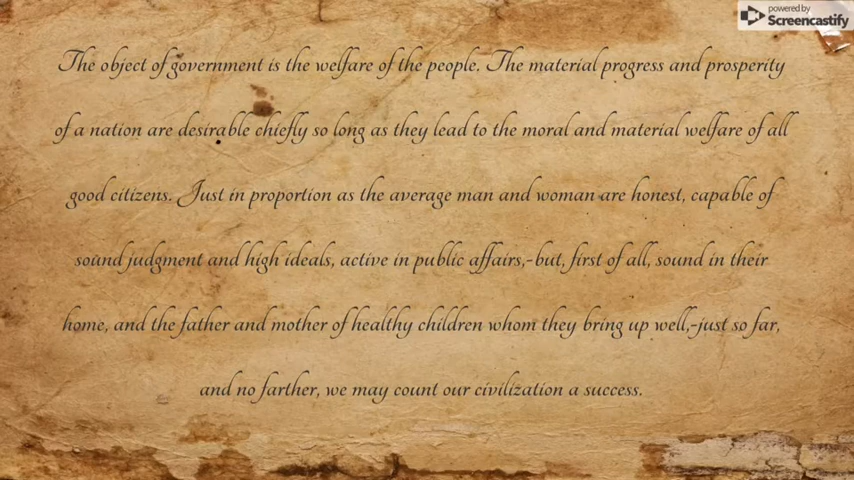 powered by
Screencastify
The object of government is the welfare of the people. The material progress and prosperity
of a nation are desirable chiefly so long as they lead to the moral and material welfare of all
good citizens. Just in proportion as the average man and woman are honest, capable of
sound judgment and high ideals, active in public affairs,-but, first of all, sound in their
home, and the father and mother of healthy children whom they bring up well,-just so far,
and no farther, we may count our civilization a success.